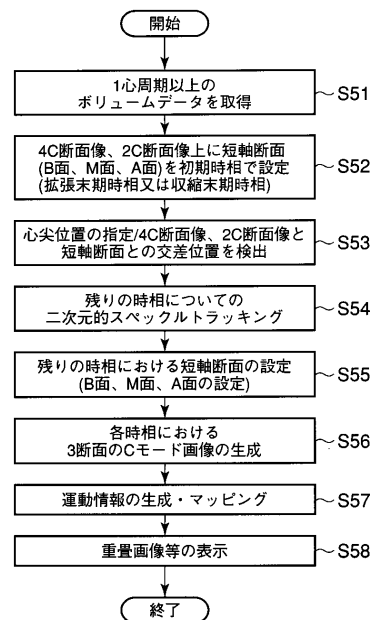 開始
1心周期以上の
ボリュームデータを取得
S51
4C断面像、2C断面像上に短軸断面
(B面、M面、A面)を初期時相で設定
(拡張末期時相又は収縮末期時相)
S52
心尖位置の指定/4C断面像、2C断面像と
短軸断面との交差位置を検出
S53
残りの時相についての
二次元的スペックルトラッキング
S54
残りの時相における短軸断面の設定
(B面、M面、A面の設定)
S55
各時相における
3断面のCモード画像の生成
S56
運動情報の生成・マッピング
S57
重畳画像等の表示
S58
終了